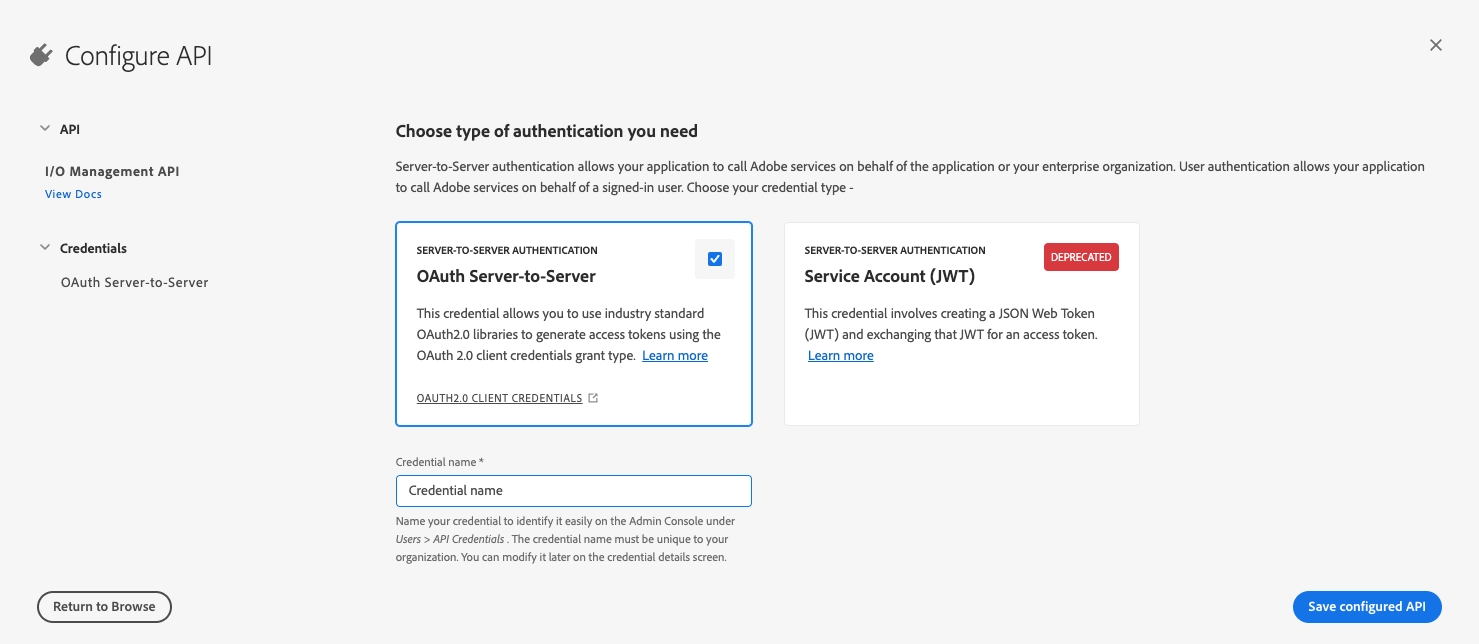 Configure API
API
I/O Management API
View Docs
Credentials
OAuth Server-to-Server
Choose type of authentication you need
Server-to-Server authentication allows your application to call Adobe services on behalf of the application or your enterprise organization. User authentication allows your application
to call Adobe services on behalf of a signed-in user. Choose your credential type -
SERVER-TO-SERVER AUTHENTICATION
OAuth Server-to-Server
This credential allows you to use industry standard
OAuth2.0 libraries to generate access tokens using the
OAuth 2.0 client credentials grant type. Learn more
OAUTH2.0 CLIENT CREDENTIALS
SERVER-TO-SERVER AUTHENTICATION
DEPRECATED
Service Account (JWT)
This credential involves creating a JSON Web Token
(JWT) and exchanging that JWT for an access token.
Learn more
Credential name *
Credential name
Name your credential to identify it easily on the Admin Console under
Users > API Credentials . The credential name must be unique to your
organization. You can modify it later on the credential details screen.
Return to Browse
Save configured API